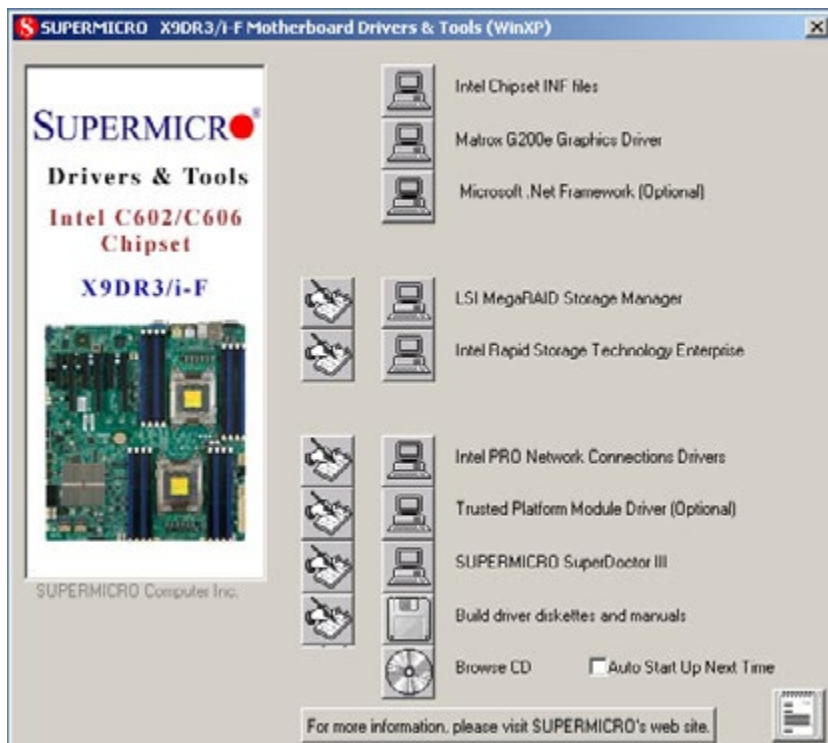 SUPERMICRO X9DR3/i-F Motherboard Drivers & Tools (WinXP)
SUPERMICRO®
Drivers & Tools
Intel C602/C606
Chipset
X9DR3/i-F
SUPERMICRO Computer Inc.
Intel Chipset INF files
Matrox G200e Graphics Driver
Microsoft .Net Framework (Optional)
LSI MegaRAID Storage Manager
Intel Rapid Storage Technology Enterprise
Intel PRO Network Connections Drivers
Trusted Platform Module Driver (Optional)
SUPERMICRO SuperDoctor III
Build driver diskettes and manuals
Browse CD
Auto Start Up Next Time
For more information, please visit SUPERMICRO's web site.